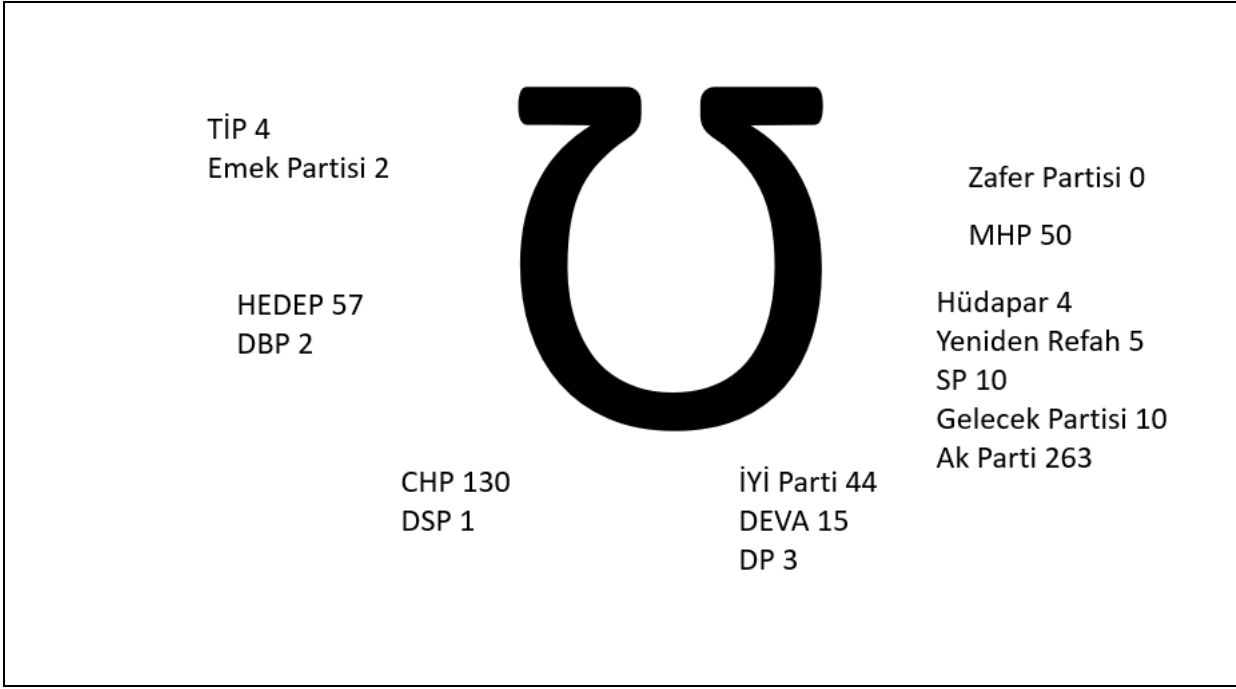 TİP 4
Emek Partisi 2
HEDEP 57
DBP 2
CHP 130
DSP 1
İYİ Parti 44
DEVA 15
DP 3
Zafer Partisi 0
MHP 50
Hüdapar 4
Yeniden Refah 5
SP 10
Gelecek Partisi 10
Ak Parti 263